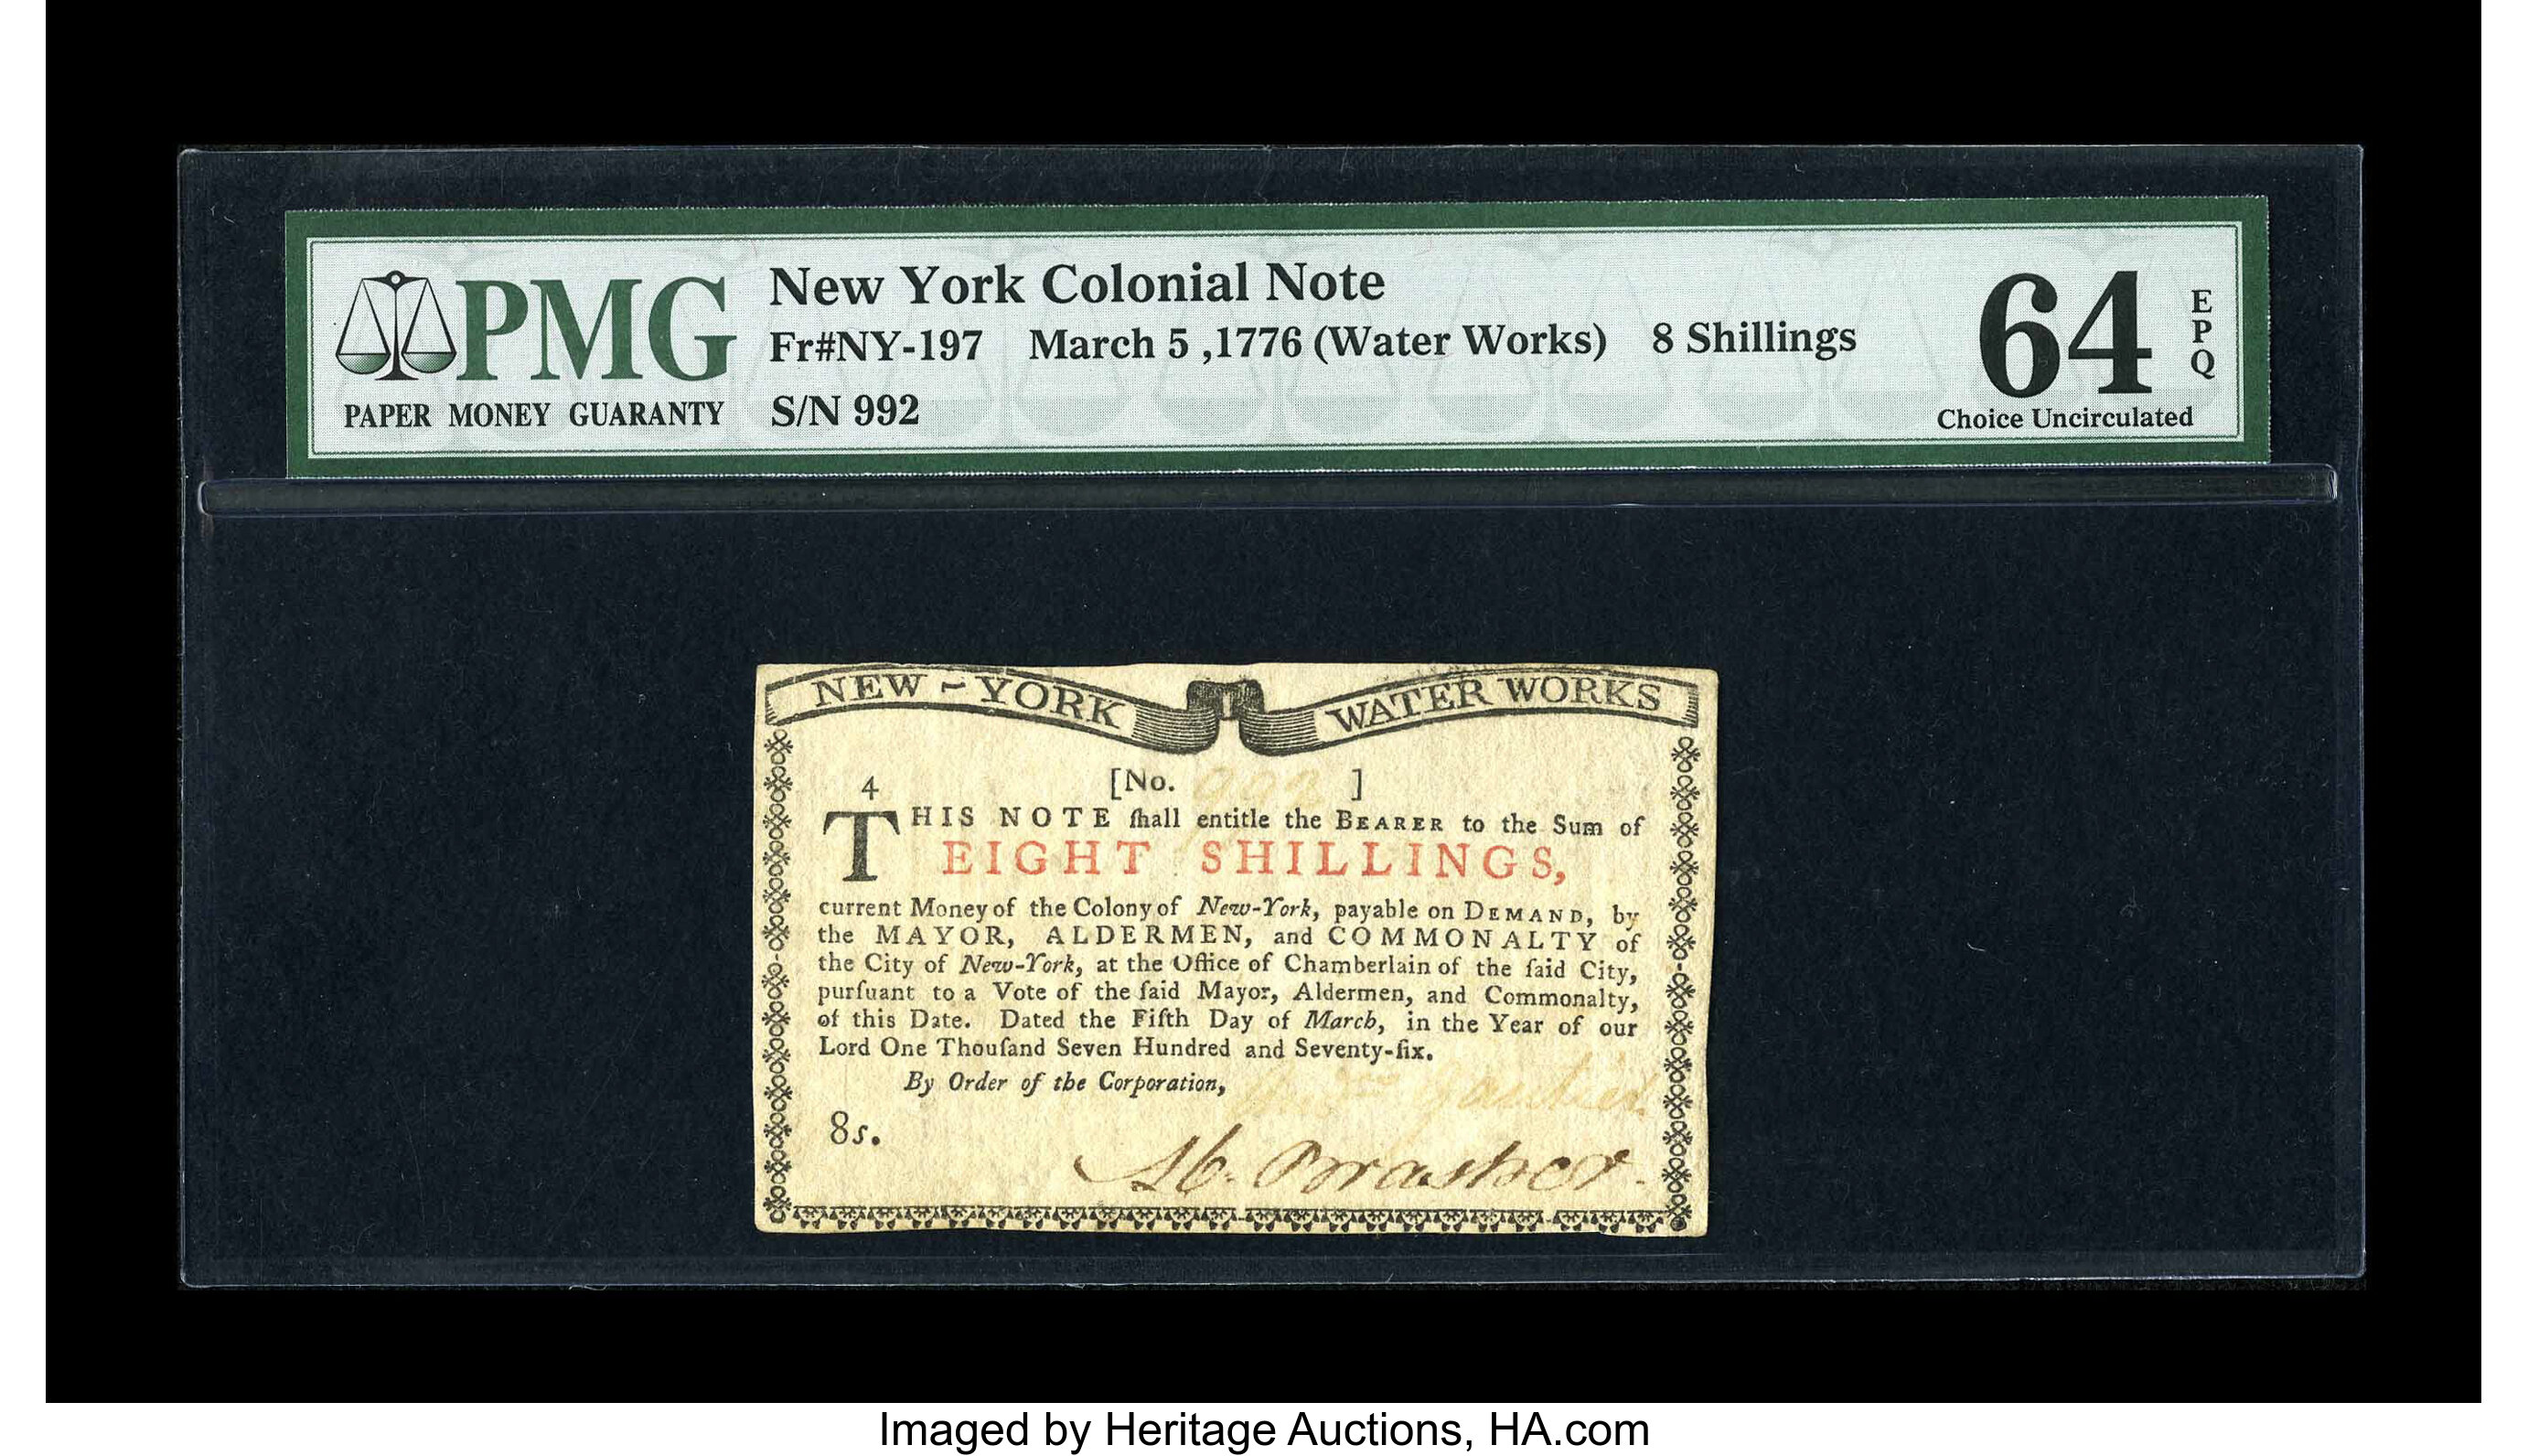 PMG
PAPER MONEY GUARANTY
New York Colonial Note
Fr#NY-197 March 5 ,1776 (Water Works) 8 Shillings
S/N 992
64
EPQ
Choice Uncirculated
NEW-YORK WATER WORKS
4 [No. 992 ]
THIS NOTE ſhall entitle the BEARER to the Sum of
EIGHT SHILLINGS,
current Money of the Colony of New-York, payable on DEMAND, by
the MAYOR, ALDERMEN, and COMMONALTY of
the City of New-York, at the Office of Chamberlain of the ſaid City,
purſuant to a Vote of the ſaid Mayor, Aldermen, and Commonalty,
of this Date. Dated the Fifth Day of March, in the Year of our
Lord One Thouſand Seven Hundred and Seventy-ſix.
By Order of the Corporation,
8s.
Brasher
Imaged by Heritage Auctions, HA.com